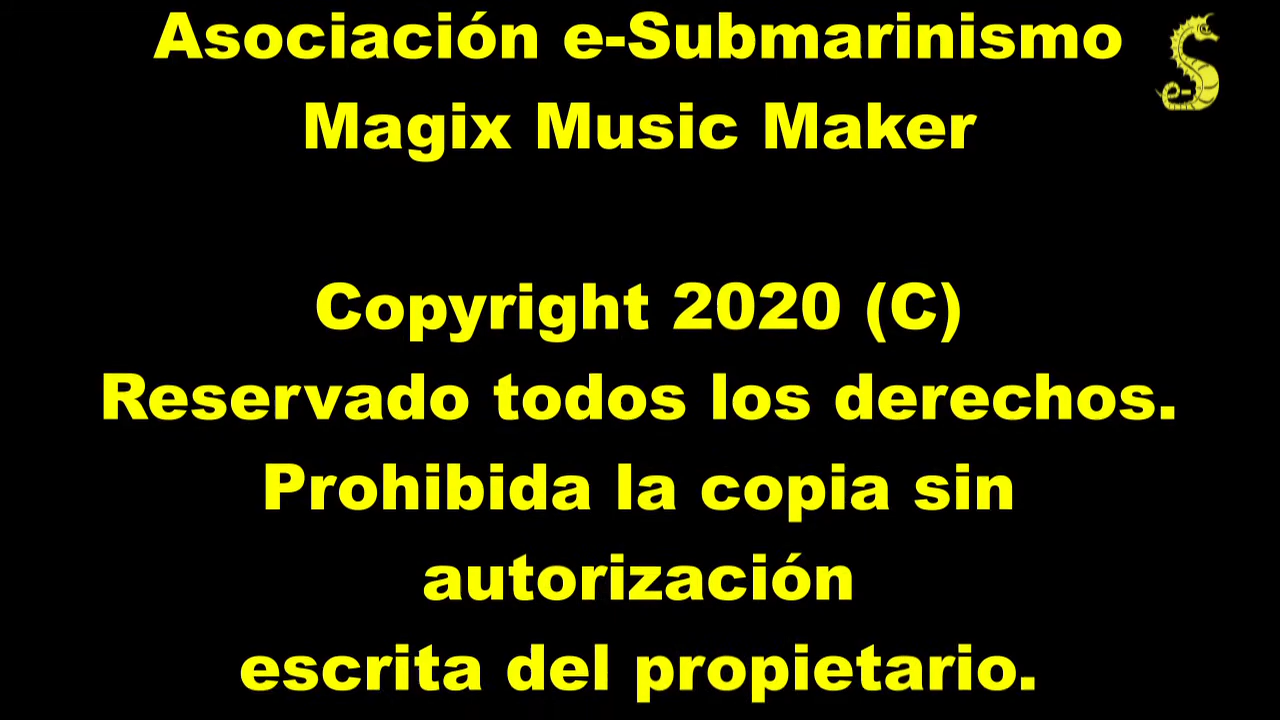 Asociación e-Submarinismo
Magix Music Maker
Copyright 2020 (C)
Reservado todos los derechos.
Prohibida la copia sin
autorización
escrita del propietario.
e-S